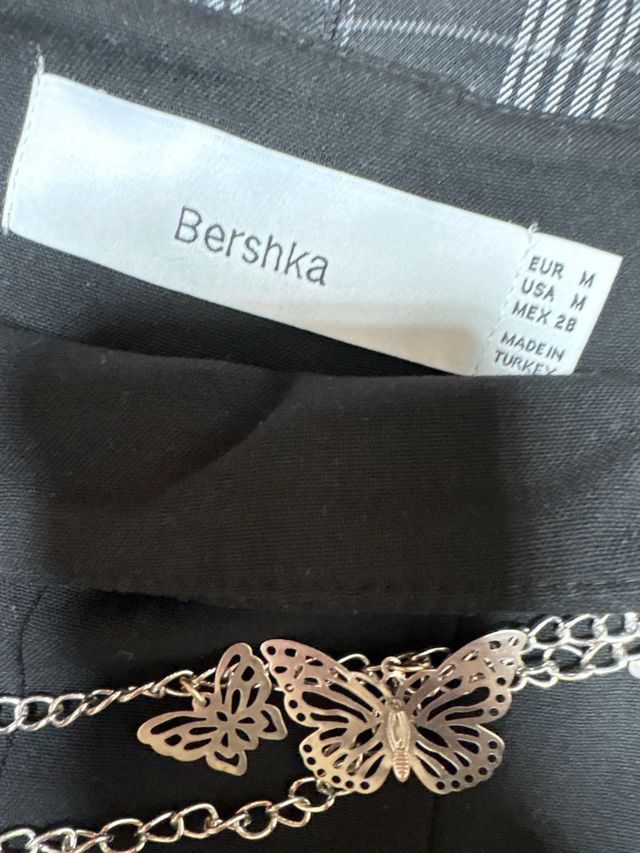 Bershka
EUR M
USA M
MEX 28
MADE IN
TURKEY